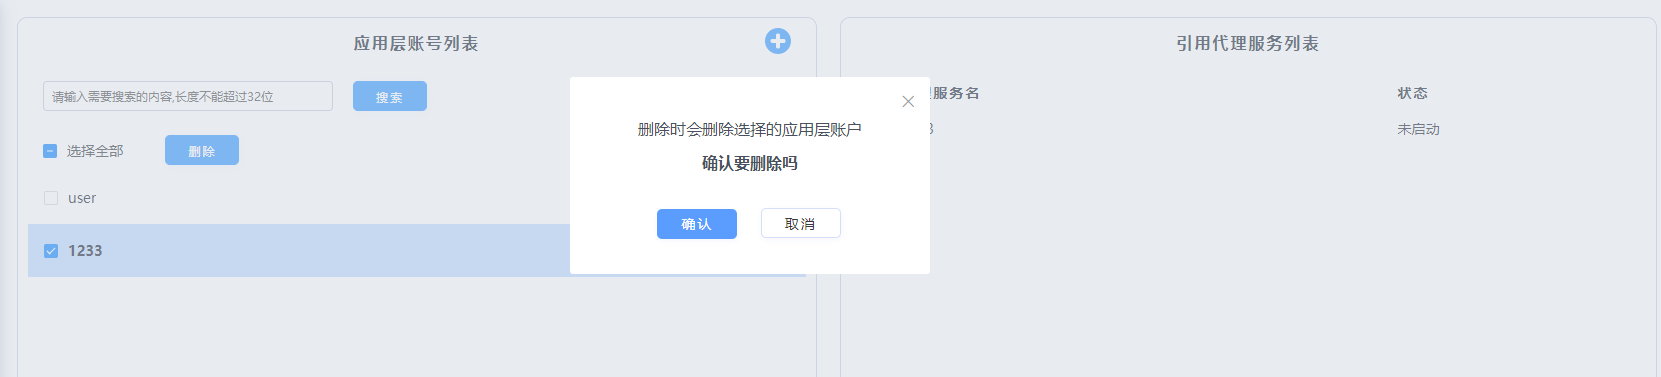 应用层账号列表
请输入需要搜索的内容,长度不能超过32位
搜索
选择全部
删除
user
1233
删除时会删除选择的应用层账户
确认要删除吗
确认
取消
引用代理服务列表
服务名
状态
未启动